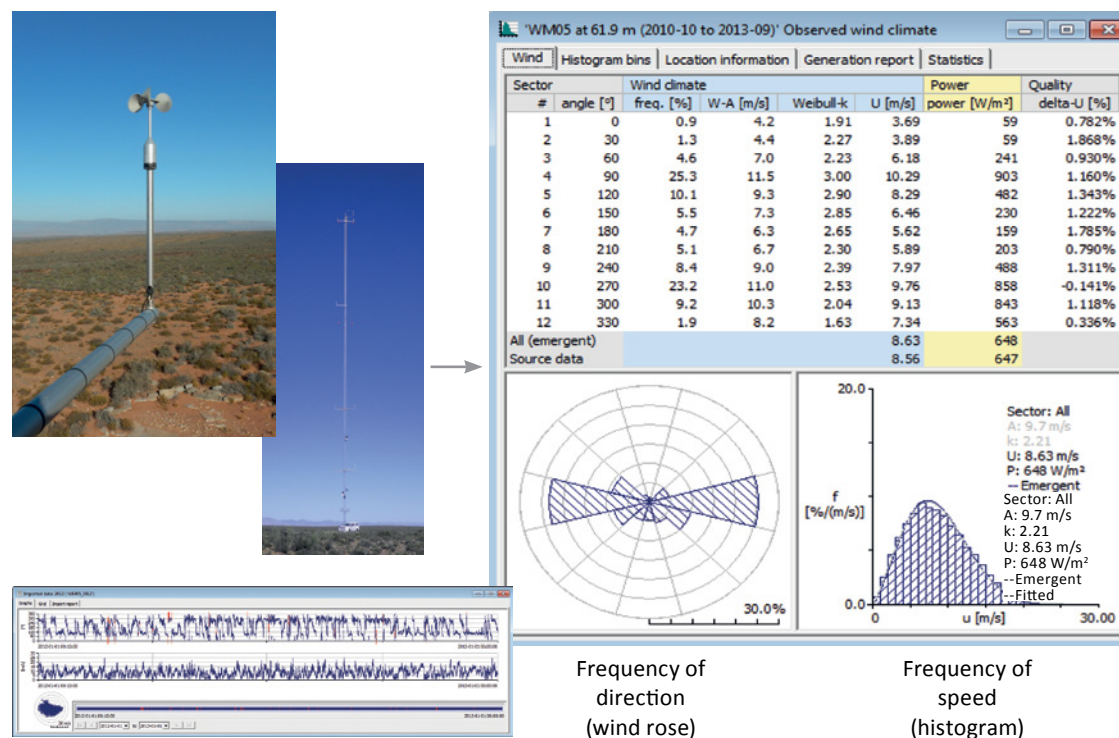 'WM05 at 61.9 m (2010-10 to 2013-09)' Observed wind climate
Wind Histogram bins Location information Generation report Statistics
Sector Wind climate Power Quality
# angle [°] freq. [%] W-A [m/s] Weibull-k U [m/s] power [W/m²] delta-U [%]
1 0 0.9 4.2 1.91 3.69 59 0.782%
2 30 1.3 4.4 2.27 3.89 59 1.868%
3 60 4.6 7.0 2.23 6.18 241 0.930%
4 90 25.3 11.5 3.00 10.29 903 1.160%
5 120 10.1 9.3 2.90 8.29 482 1.343%
6 150 5.5 7.3 2.85 6.46 230 1.222%
7 180 4.7 6.3 2.65 5.62 159 1.785%
8 210 5.1 6.7 2.30 5.89 203 0.790%
9 240 8.4 9.0 2.39 7.97 488 1.311%
10 270 23.2 11.0 2.53 9.76 858 -0.141%
11 300 9.2 10.3 2.04 9.13 843 1.118%
12 330 1.9 8.2 1.63 7.34 563 0.336%
All (emergent) 8.63 648
Source data 8.56 647
30.0%
20.0
f
[%/(m/s)]
0.0
0 u [m/s] 30.00
Sector: All
A: 9.7 m/s
k: 2.21
U: 8.63 m/s
P: 648 W/m²
-- Emergent
Sector: All
A: 9.7 m/s
k: 2.21
U: 8.63 m/s
P: 648 W/m²
--Emergent
--Fitted
Frequency of
direction
(wind rose)
Frequency of
speed
(histogram)